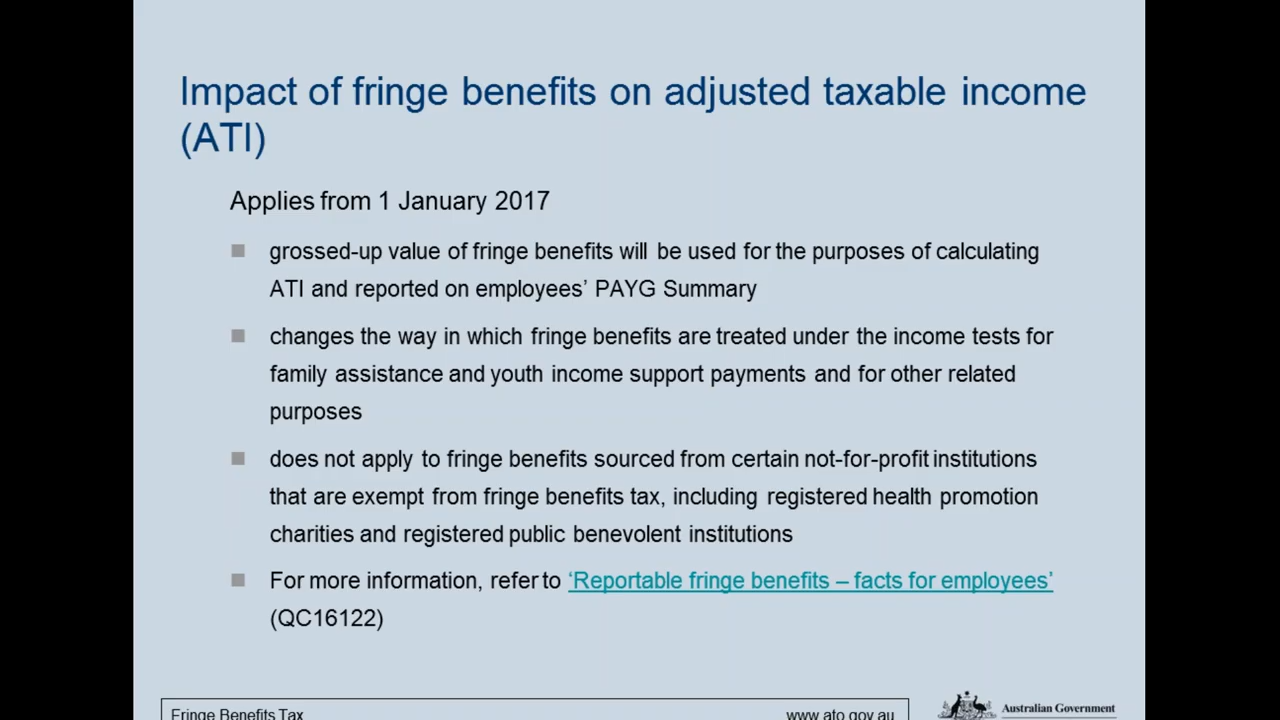 Impact of fringe benefits on adjusted taxable income
(ATI)
Applies from 1 January 2017
grossed-up value of fringe benefits will be used for the purposes of calculating
ATI and reported on employees’ PAYG Summary
changes the way in which fringe benefits are treated under the income tests for
family assistance and youth income support payments and for other related
purposes
does not apply to fringe benefits sourced from certain not-for-profit institutions
that are exempt from fringe benefits tax, including registered health promotion
charities and registered public benevolent institutions
For more information, refer to ‘Reportable fringe benefits – facts for employees’
(QC16122)
Fringe Benefits Tax
www.ato.gov.au
Australian Government